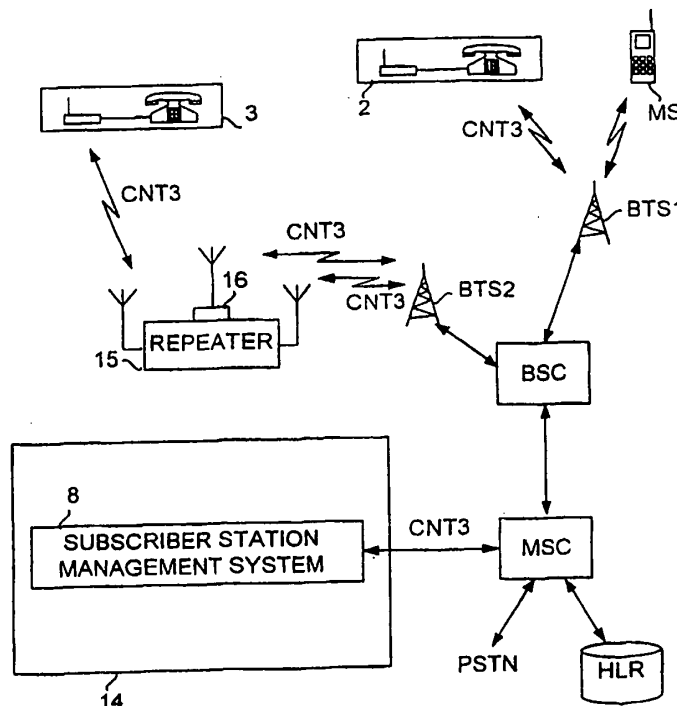 2
MS
3
CNT3
BTS1
CNT3
CNT3
CNT3
BTS2
16
REPEATER
15
BSC
8
SUBSCRIBER STATION
MANAGEMENT SYSTEM
CNT3
MSC
PSTN
HLR
14